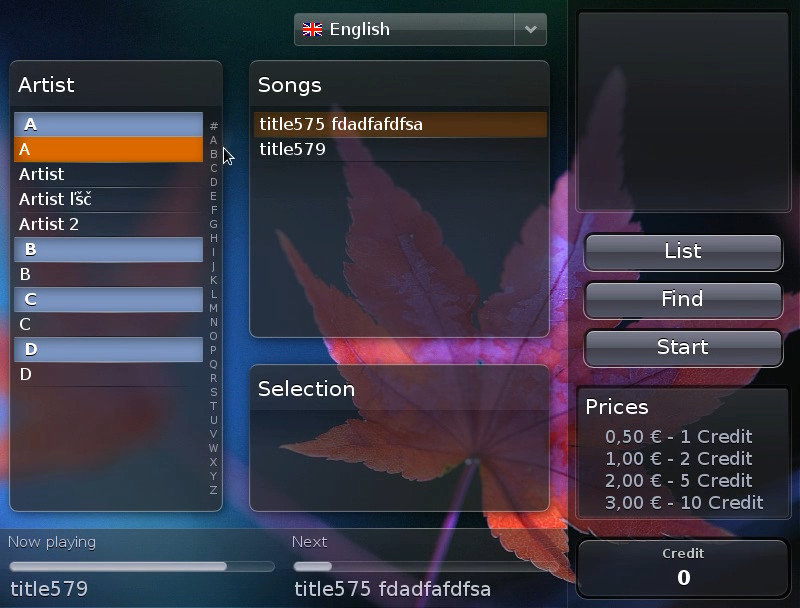 English
Artist
A
A
Artist
Artist ľšč
Artist 2
B
B
C
C
D
D
#
A
B
C
D
E
F
G
H
I
J
K
L
M
N
O
P
Q
R
S
T
U
V
W
X
Y
Z
Songs
title575 fdadfafdfsa
title579
Selection
List
Find
Start
Prices
0,50 € - 1 Credit
1,00 € - 2 Credit
2,00 € - 5 Credit
3,00 € - 10 Credit
Now playing
title579
Next
title575 fdadfafdfsa
Credit
0